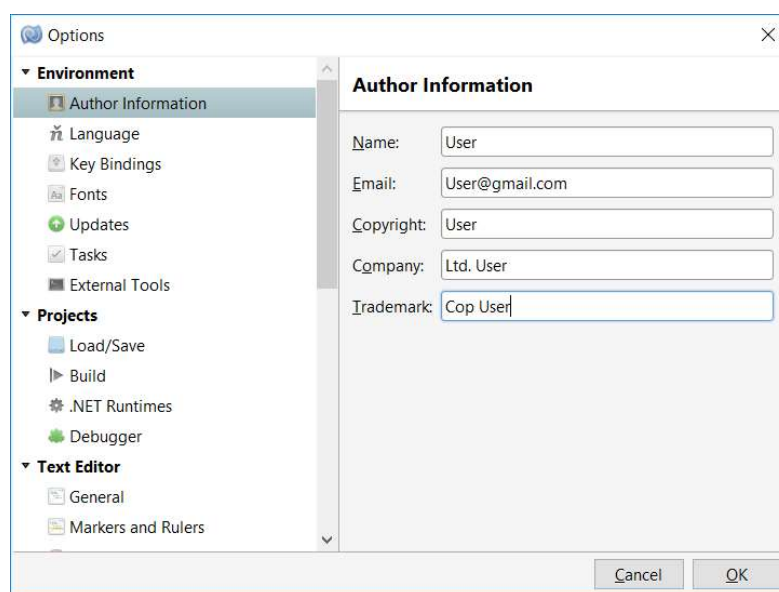 Options
Environment
Author Information
Language
Key Bindings
Fonts
Updates
Tasks
External Tools
Projects
Load/Save
Build
.NET Runtimes
Debugger
Text Editor
General
Markers and Rulers
Author Information
Name: User
Email: User@gmail.com
Copyright: User
Company: Ltd. User
Trademark: Cop User
Cancel OK